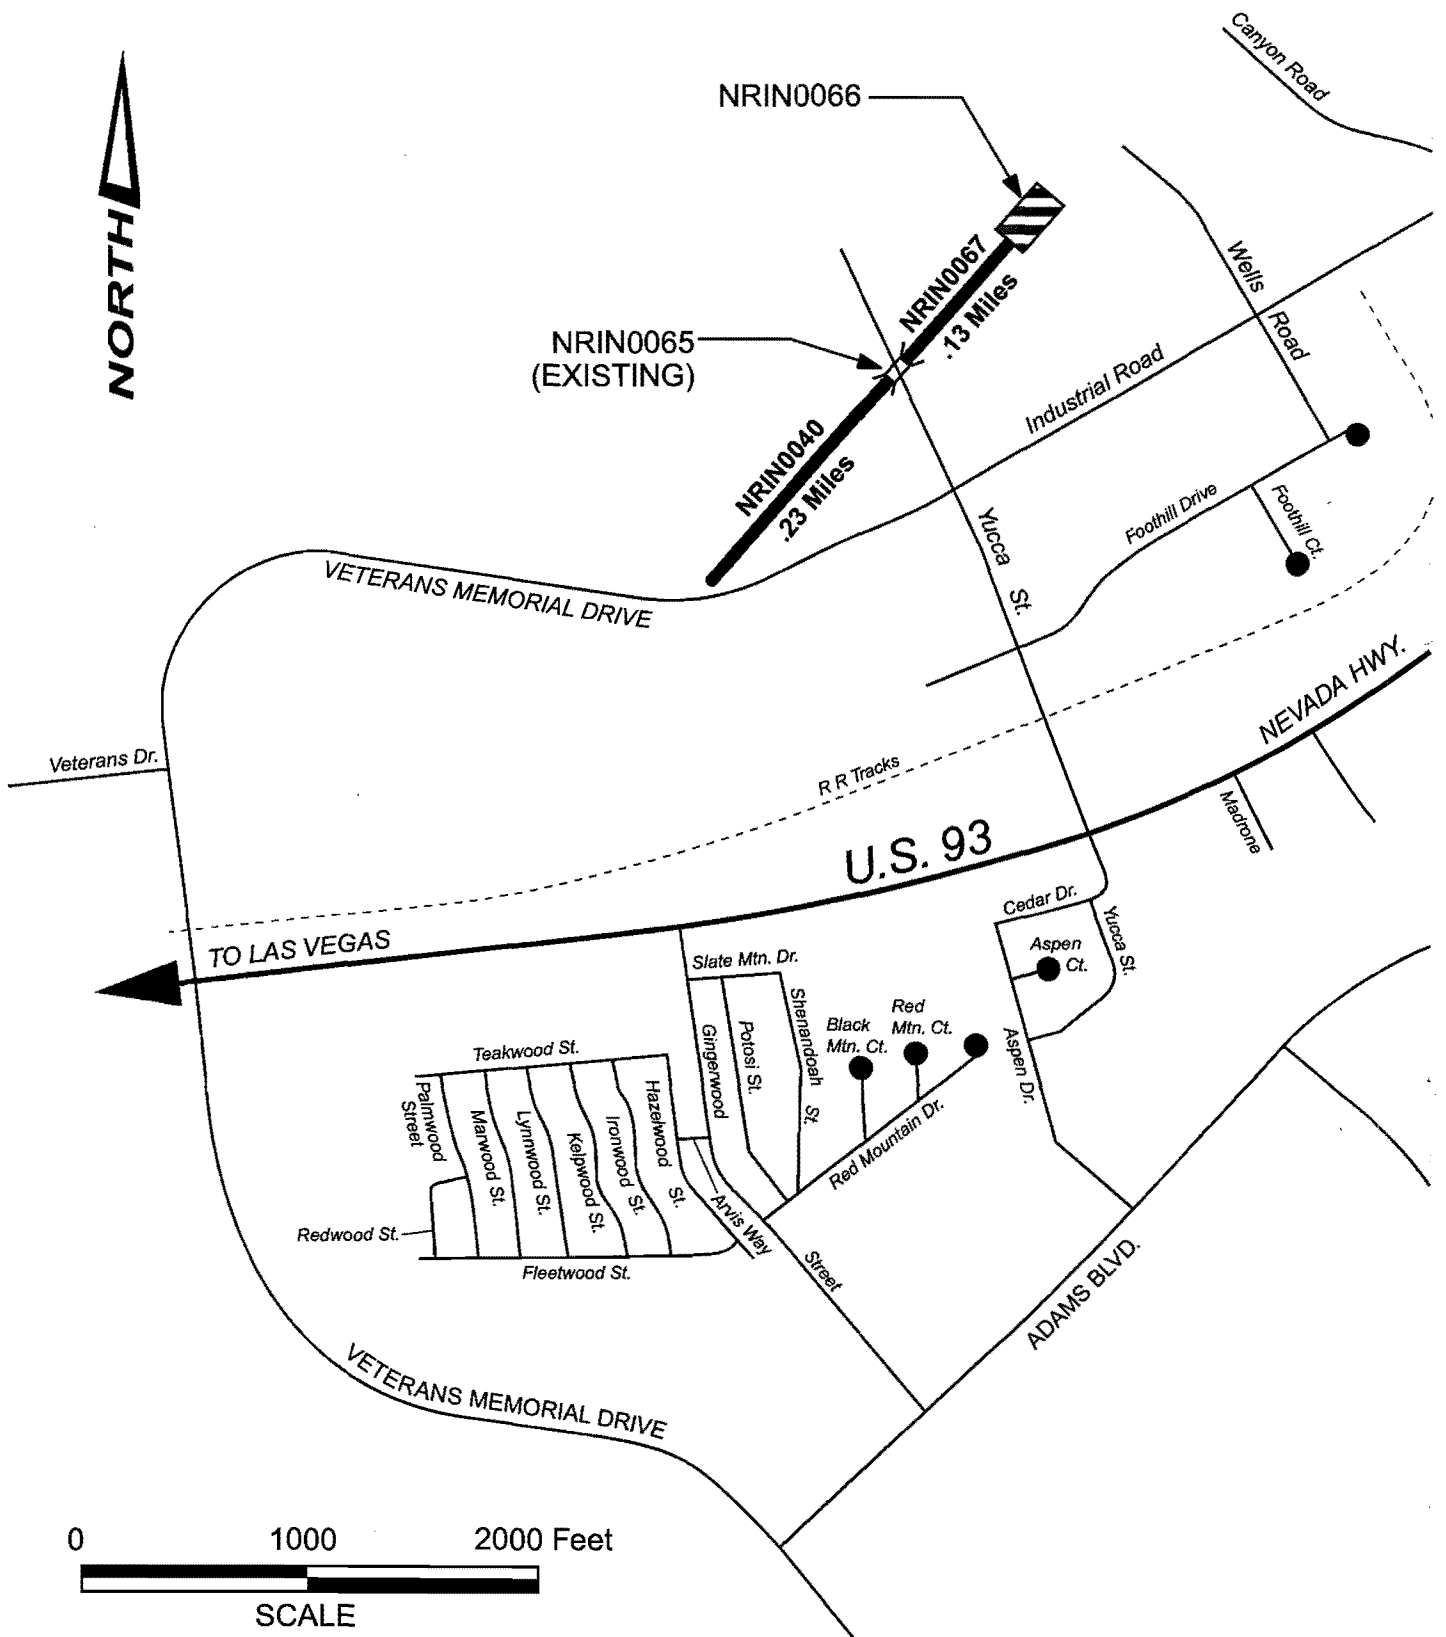 Canyon Road
NRIN0066
NORTH
NRIN0067
.13 Miles
Wells
Road
NRIN0065
(EXISTING)
Industrial Road
NRIN0040
.23 Miles
Foothill Drive
Foothill Ct.
Yucca
St.
VETERANS MEMORIAL DRIVE
NEVADA HWY.
Veterans Dr.
R R Tracks
Madrone
U.S. 93
TO LAS VEGAS
Cedar Dr.
Yucca St.
Aspen
Ct.
Slate Mtn. Dr.
Shenandoah
St.
Black
Mtn. Ct.
Red
Mtn. Ct.
Gingerwood
Potosi St.
Aspen Dr.
Teakwood St.
Palmwood
Street
Marwood St.
Lynnwood St.
Kelpwood St.
Ironwood St.
Hazelwood
St.
Red Mountain Dr.
Arvis Way
Redwood St.
Street
Fleetwood St.
ADAMS BLVD.
VETERANS MEMORIAL DRIVE
0 1000 2000 Feet
SCALE